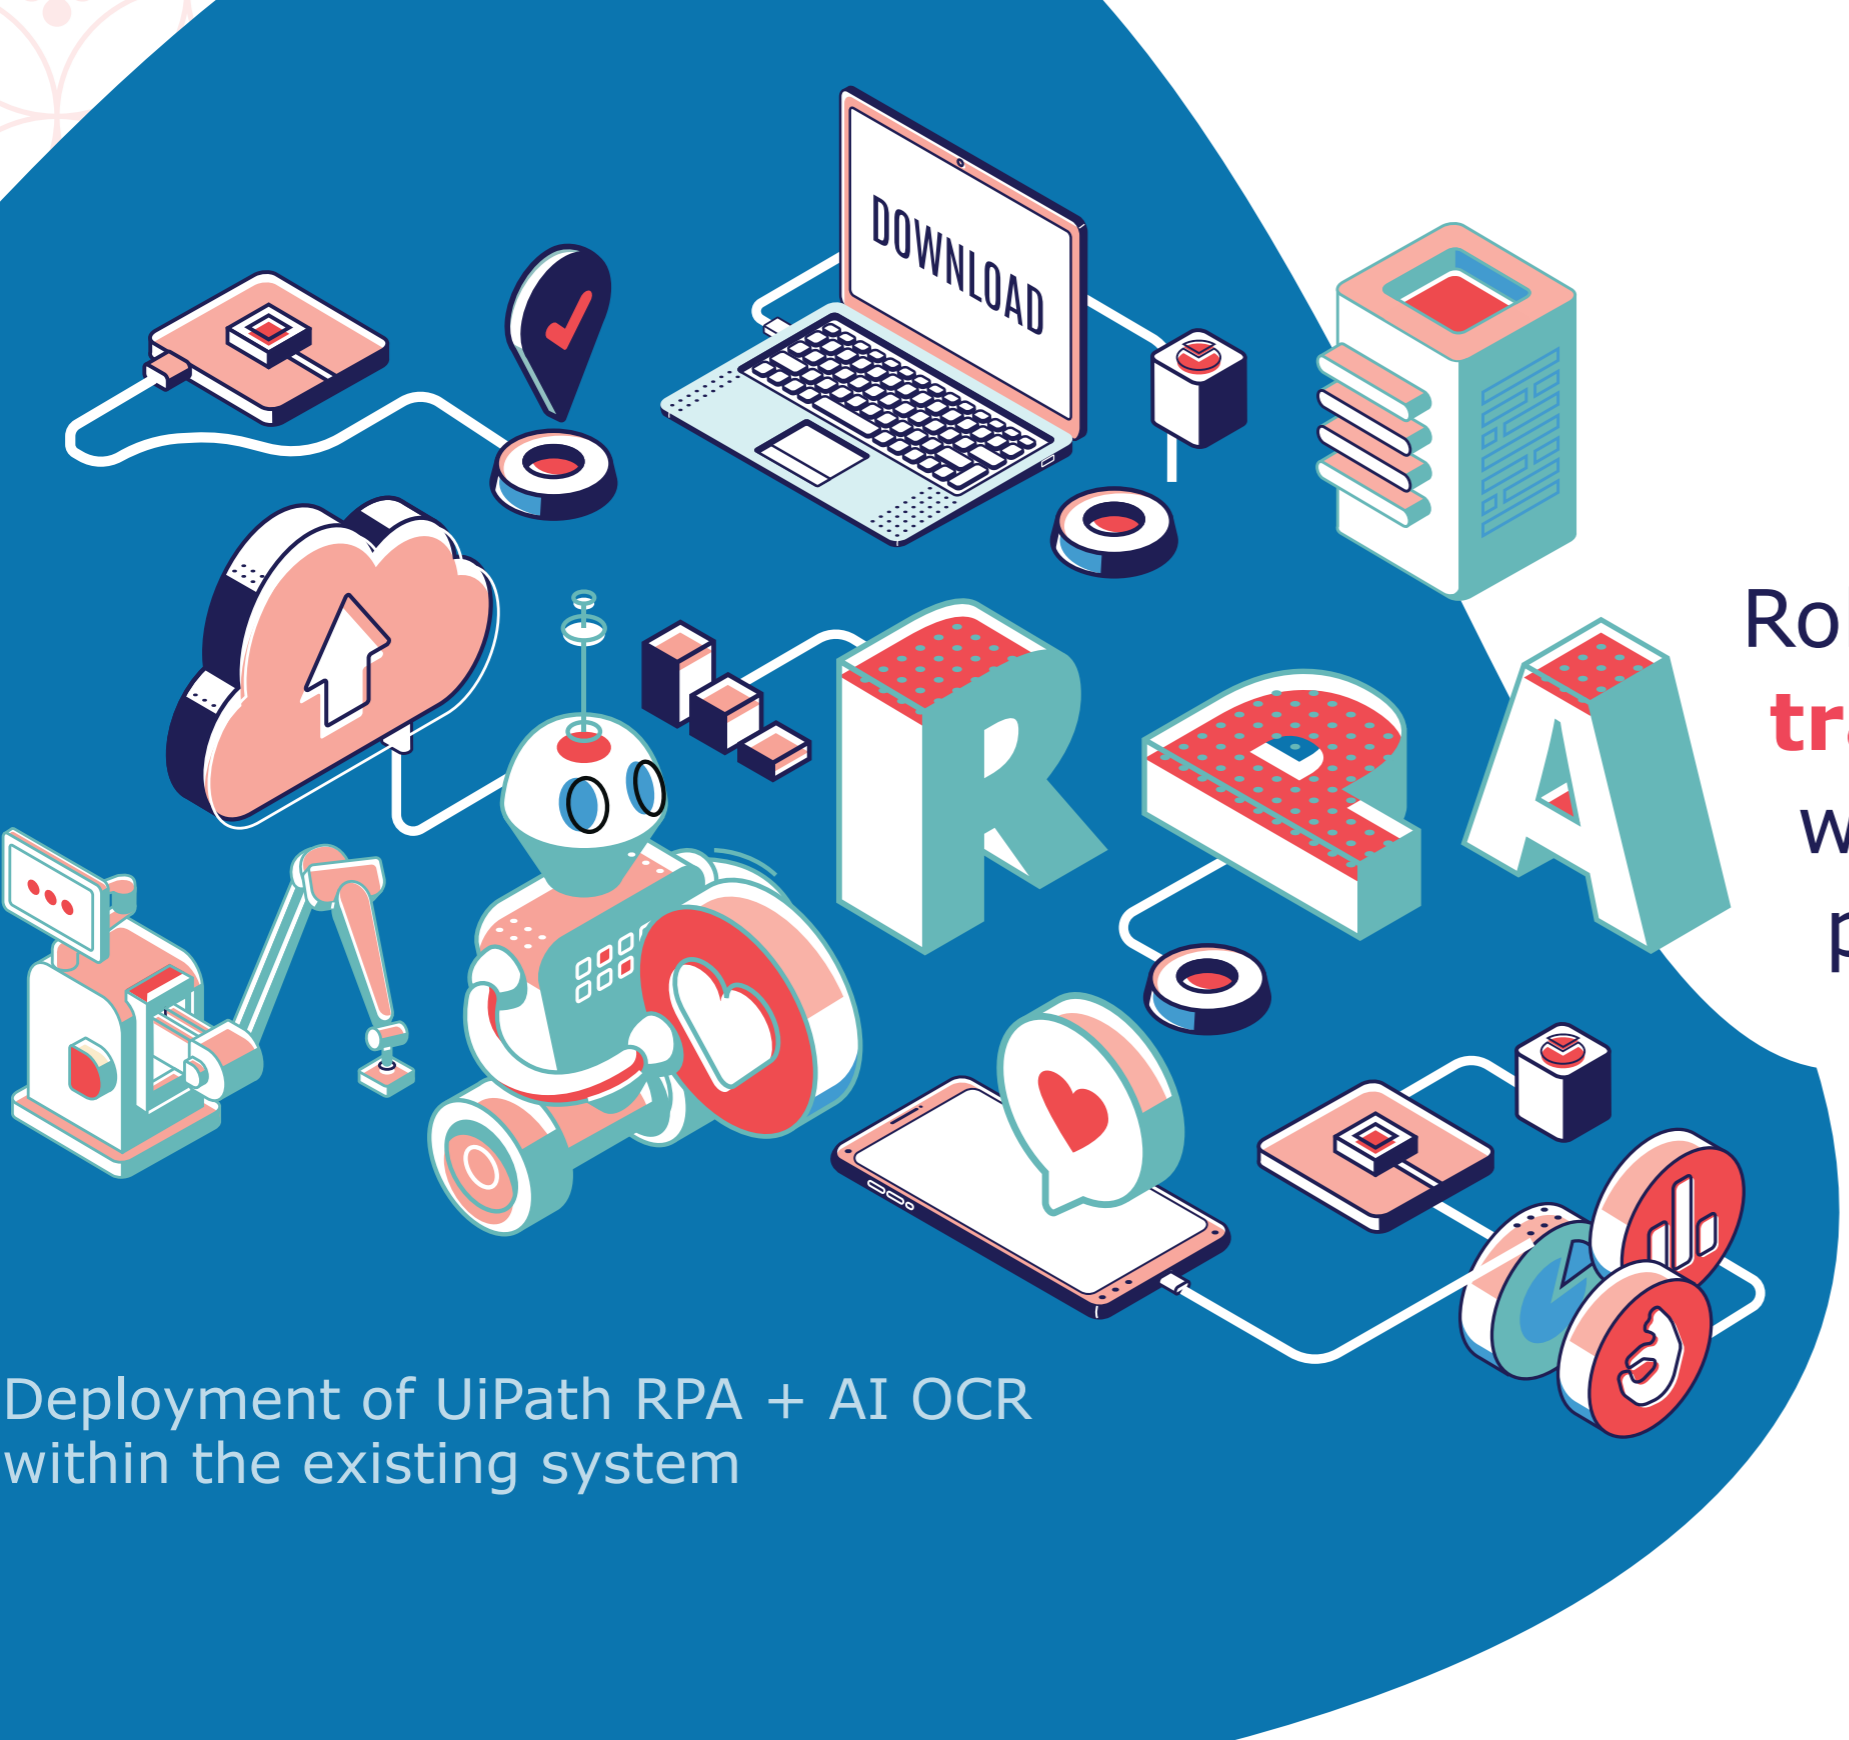 DOWNLOAD
RPA
Deployment of UiPath RPA + AI OCR
within the existing system